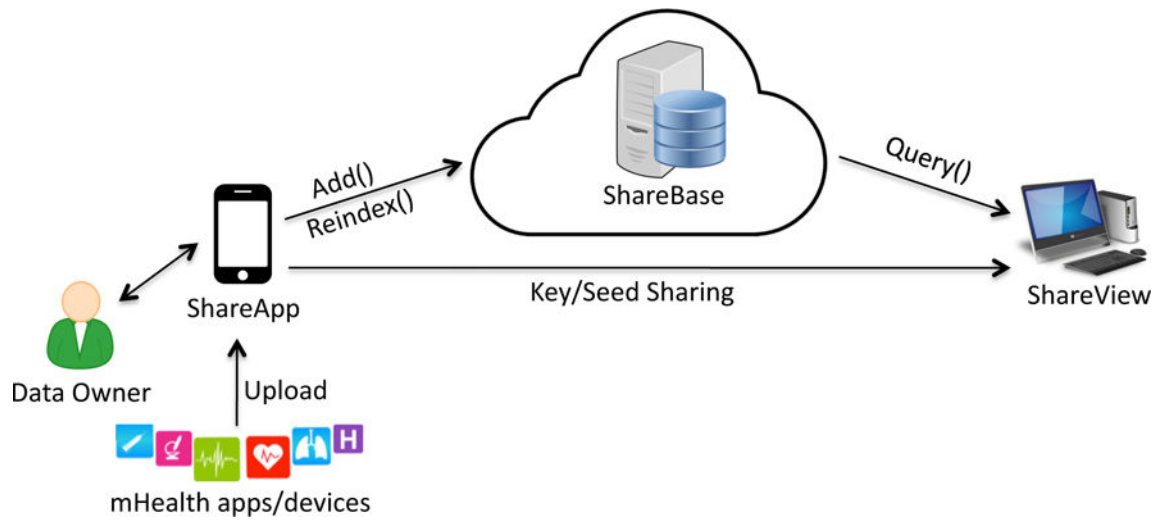 ShareBase
Add()
Reindex()
Query()
ShareApp
Key/Seed Sharing
ShareView
Data Owner
Upload
H
mHealth apps/devices